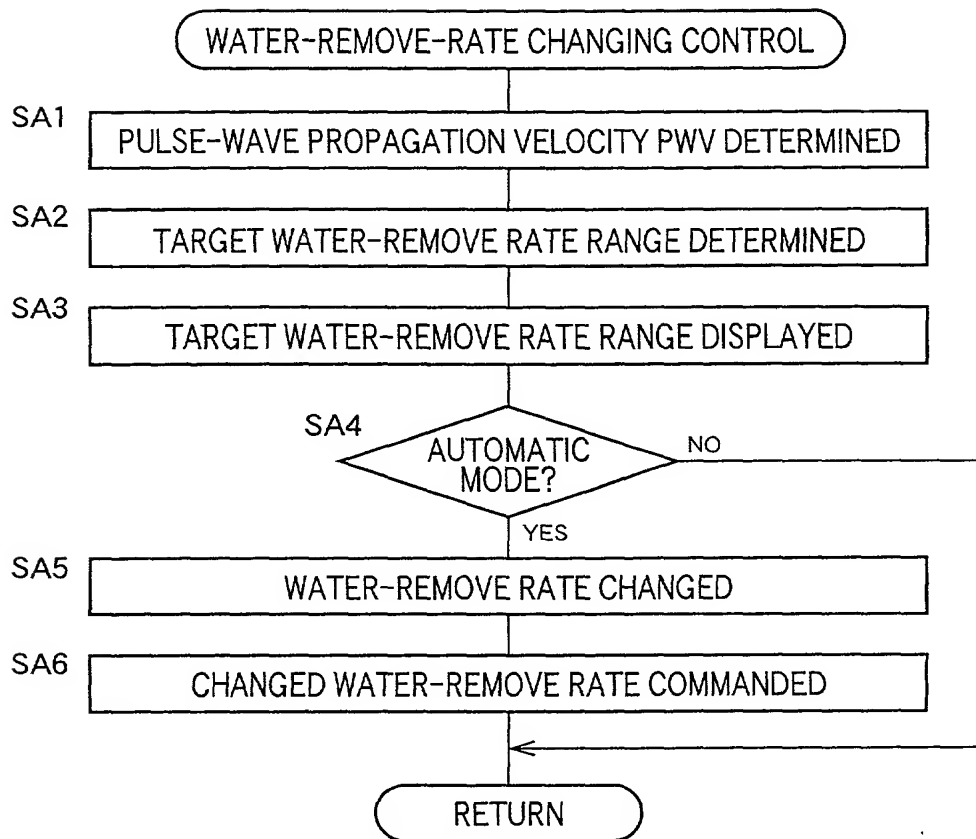 WATER-REMOVE-RATE CHANGING CONTROL
SA1
PULSE-WAVE PROPAGATION VELOCITY PWV DETERMINED
SA2
TARGET WATER-REMOVE RATE RANGE DETERMINED
SA3
TARGET WATER-REMOVE RATE RANGE DISPLAYED
SA4
AUTOMATIC
MODE?
NO
YES
SA5
WATER-REMOVE RATE CHANGED
SA6
CHANGED WATER-REMOVE RATE COMMANDED
RETURN